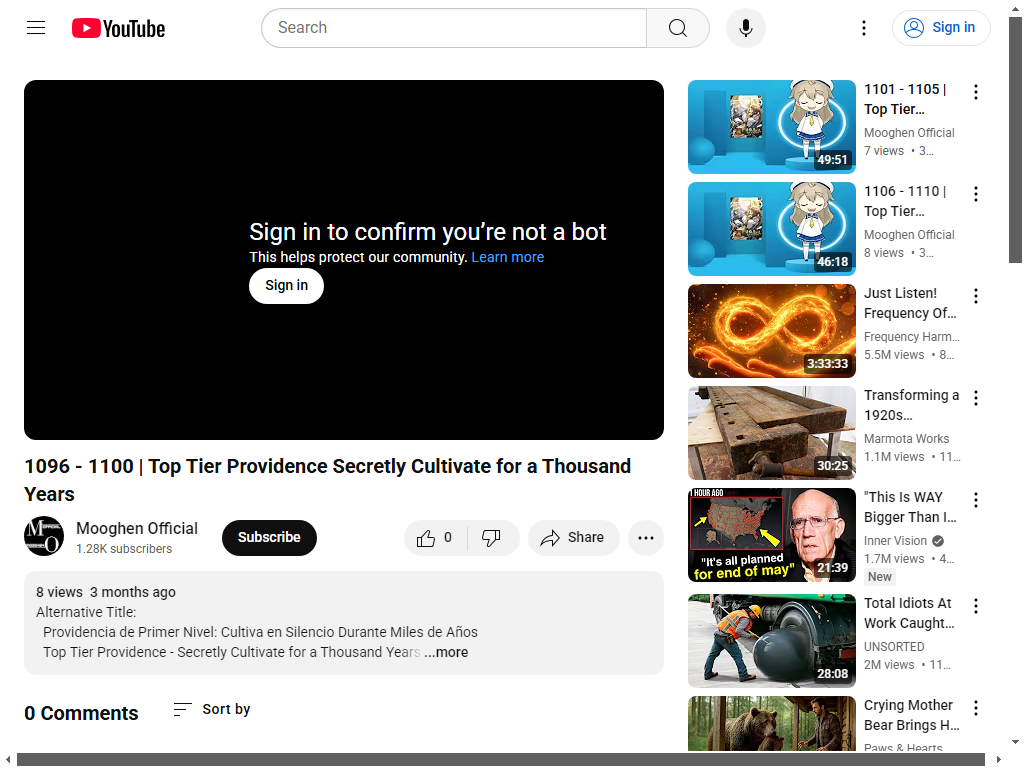 YouTube
Search
Sign in
Sign in to confirm you’re not a bot
This helps protect our community. Learn more
Sign in
1096 - 1100 | Top Tier Providence Secretly Cultivate for a Thousand
Years
Mooghen Official
1.28K subscribers
Subscribe
0
Share
8 views 3 months ago
Alternative Title:
Providencia de Primer Nivel: Cultiva en Silencio Durante Miles de Años
Top Tier Providence - Secretly Cultivate for a Thousand Years ...more
0 Comments
Sort by
49:51
1101 - 1105 |
Top Tier…
Mooghen Official
7 views • 3…
46:18
1106 - 1110 |
Top Tier…
Mooghen Official
8 views • 3…
3:33:33
Just Listen!
Frequency Of…
Frequency Harm…
5.5M views • 8…
30:25
Transforming a
1920s…
Marmota Works
1.1M views • 11…
1 HOUR AGO
"It's all planned
for end of may"
21:39
"This Is WAY
Bigger Than I…
Inner Vision
1.7M views • 4…
New
28:08
Total Idiots At
Work Caught…
UNSORTED
2M views • 11…
Crying Mother
Bear Brings H…
Paws & Hearts